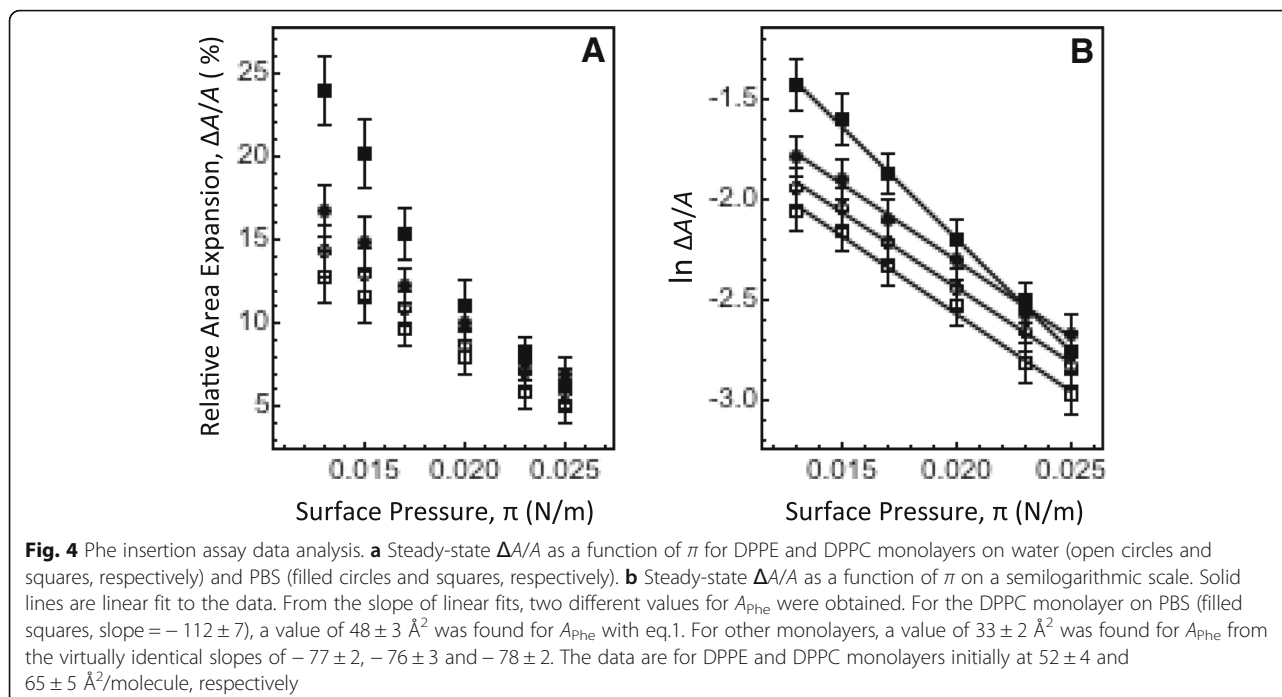 A
Relative Area Expansion, ΔA/A ( %)
25
20
15
10
5
0.015 0.020 0.025
Surface Pressure, π (N/m)
B
ln ΔA/A
-1.5
-2.0
-2.5
-3.0
0.015 0.020 0.025
Surface Pressure, π (N/m)
Fig. 4 Phe insertion assay data analysis. a Steady-state ΔA/A as a function of π for DPPE and DPPC monolayers on water (open circles and
squares, respectively) and PBS (filled circles and squares, respectively). b Steady-state ΔA/A as a function of π on a semilogarithmic scale. Solid
lines are linear fit to the data. From the slope of linear fits, two different values for A_Phe were obtained. For the DPPC monolayer on PBS (filled
squares, slope = − 112 ± 7), a value of 48 ± 3 Å² was found for A_Phe with eq.1. For other monolayers, a value of 33 ± 2 Å² was found for A_Phe from
the virtually identical slopes of − 77 ± 2, − 76 ± 3 and − 78 ± 2. The data are for DPPE and DPPC monolayers initially at 52 ± 4 and
65 ± 5 Å²/molecule, respectively